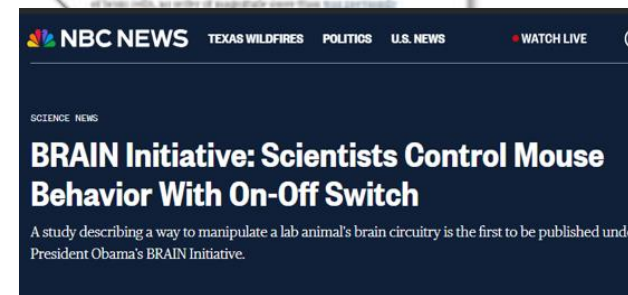 NBC NEWS TEXAS WILDFIRES POLITICS U.S. NEWS WATCH LIVE
SCIENCE NEWS
BRAIN Initiative: Scientists Control Mouse
Behavior With On-Off Switch
A study describing a way to manipulate a lab animal's brain circuitry is the first to be published
President Obama's BRAIN Initiative.